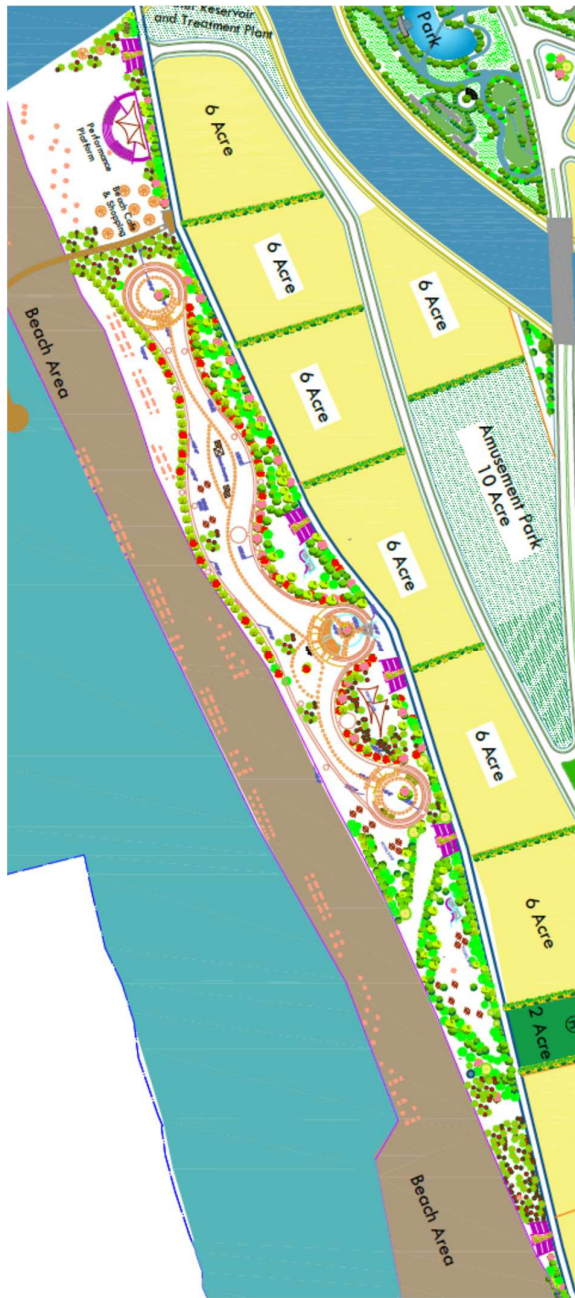 Reservoir
and Treatment Plant
Park
6 Acre
Performance
Platform
Beach Cafe
& Shopping
6 Acre
6 Acre
6 Acre
Amusement Park
10 Acre
Beach Area
6 Acre
6 Acre
6 Acre
2 Acre
Beach Area